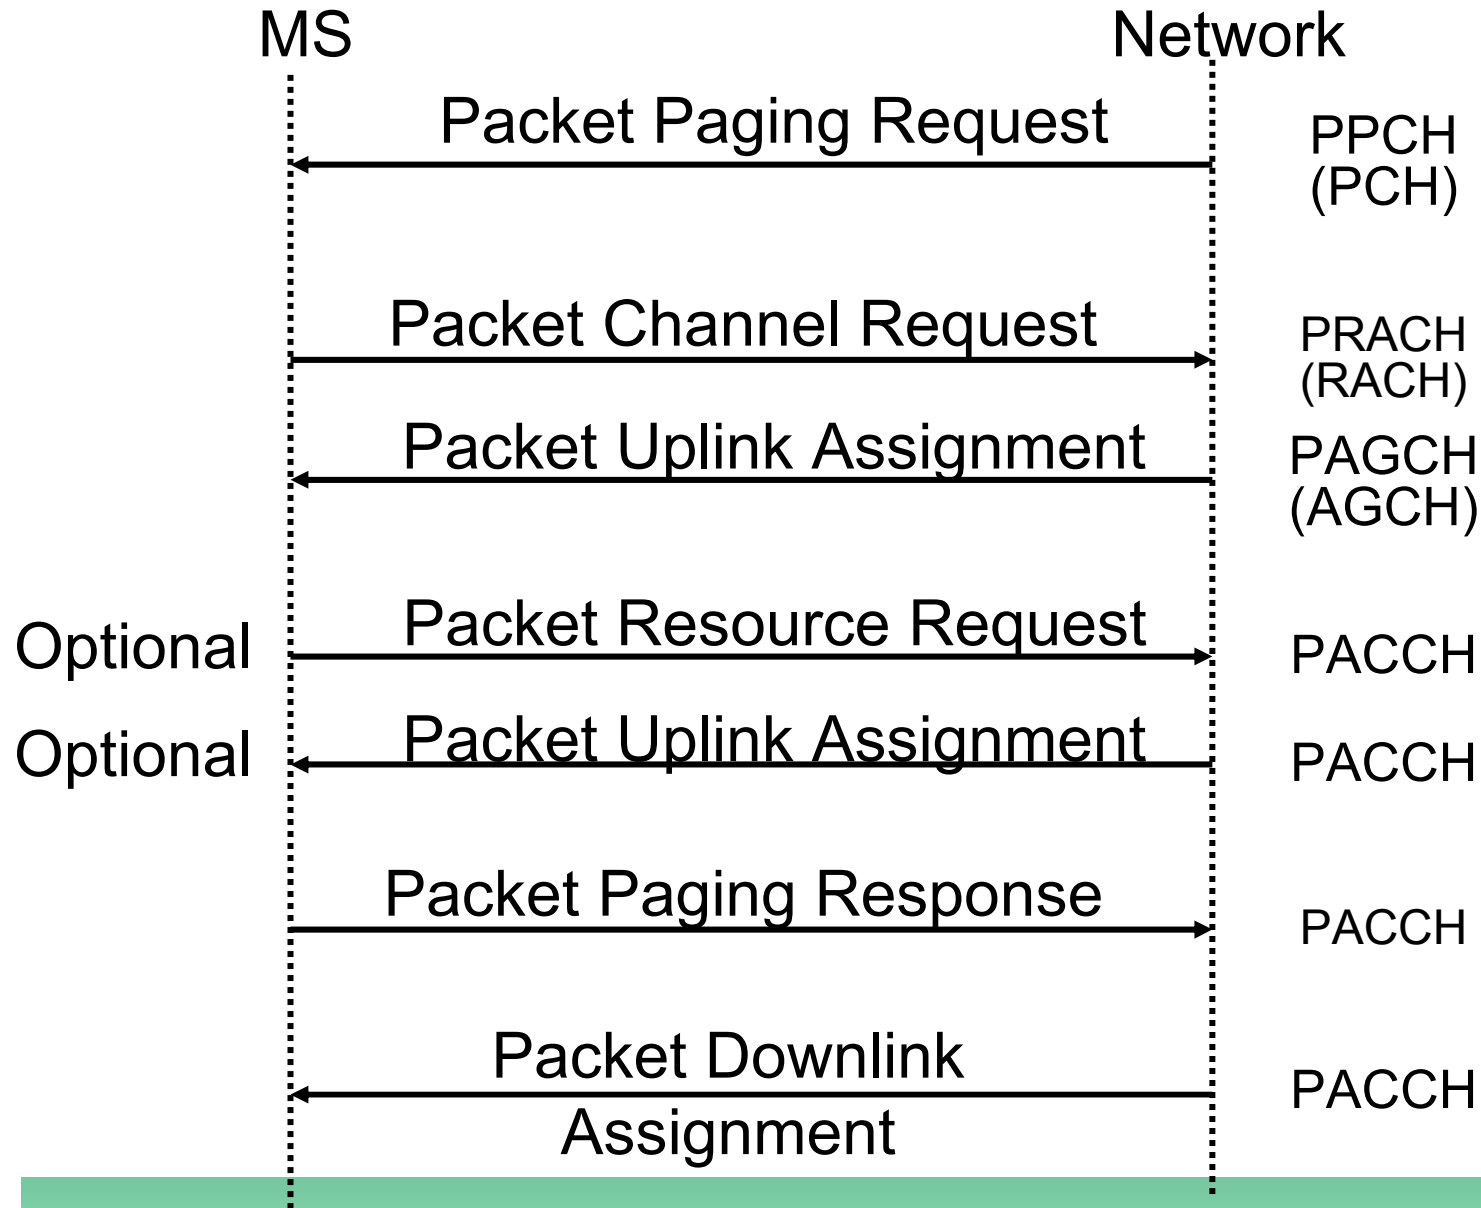 MS
Network
Packet Paging Request
PPCH
(PCH)
Packet Channel Request
PRACH
(RACH)
Packet Uplink Assignment
PAGCH
(AGCH)
Optional
Packet Resource Request
PACCH
Optional
Packet Uplink Assignment
PACCH
Packet Paging Response
PACCH
Packet Downlink
Assignment
PACCH